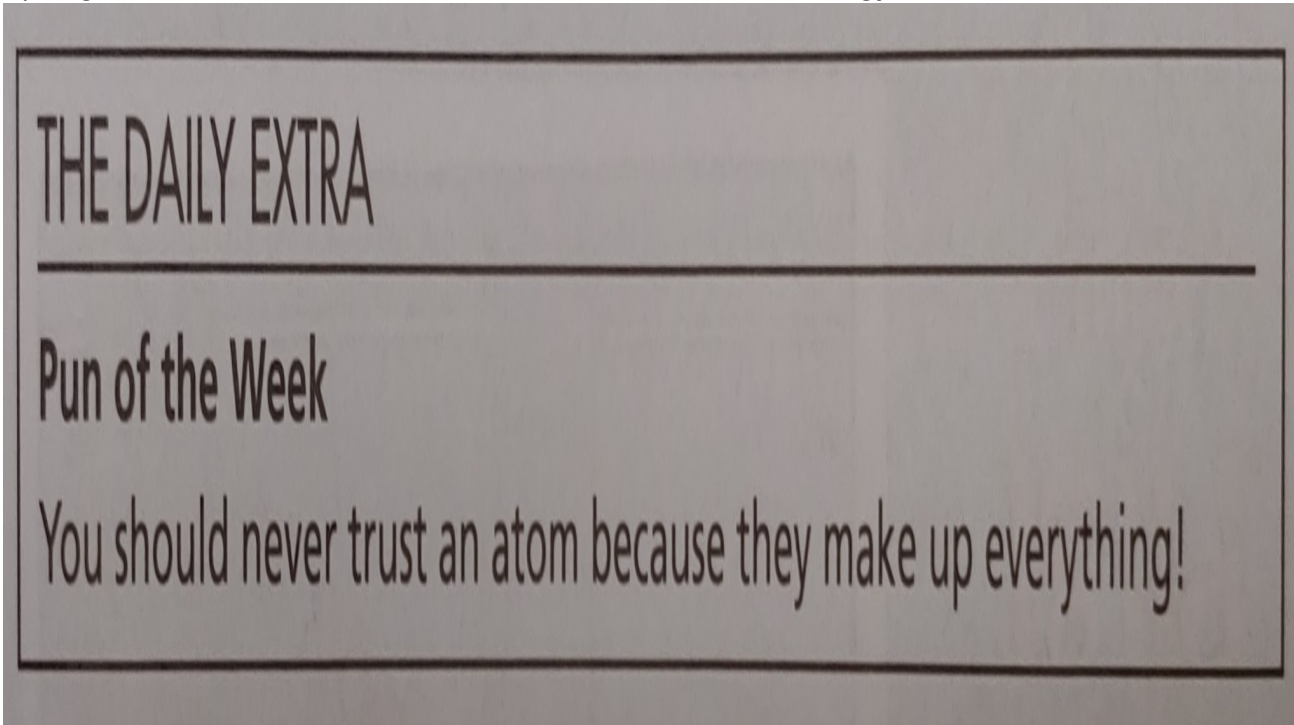 THE DAILY EXTRA
Pun of the Week
You should never trust an atom because they make up everything!